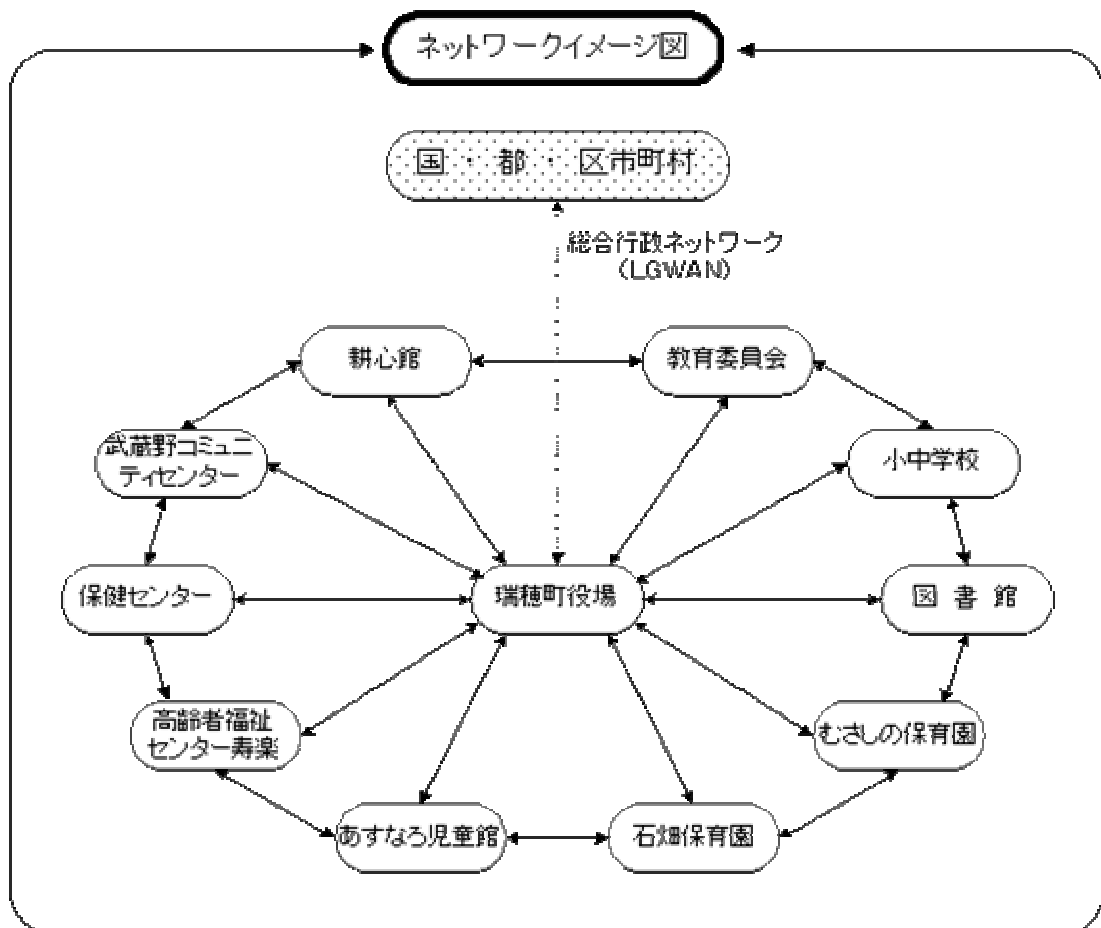 ネットワークイメージ図
国・都・区市町村
総合行政ネットワーク
(LGWAN)
耕心館
教育委員会
武蔵野コミュニ
ティセンター
小中学校
保健センター
瑞穂町役場
図書館
高齢者福祉
センター寿楽
むさしの保育園
あすなろ児童館
石畑保育園